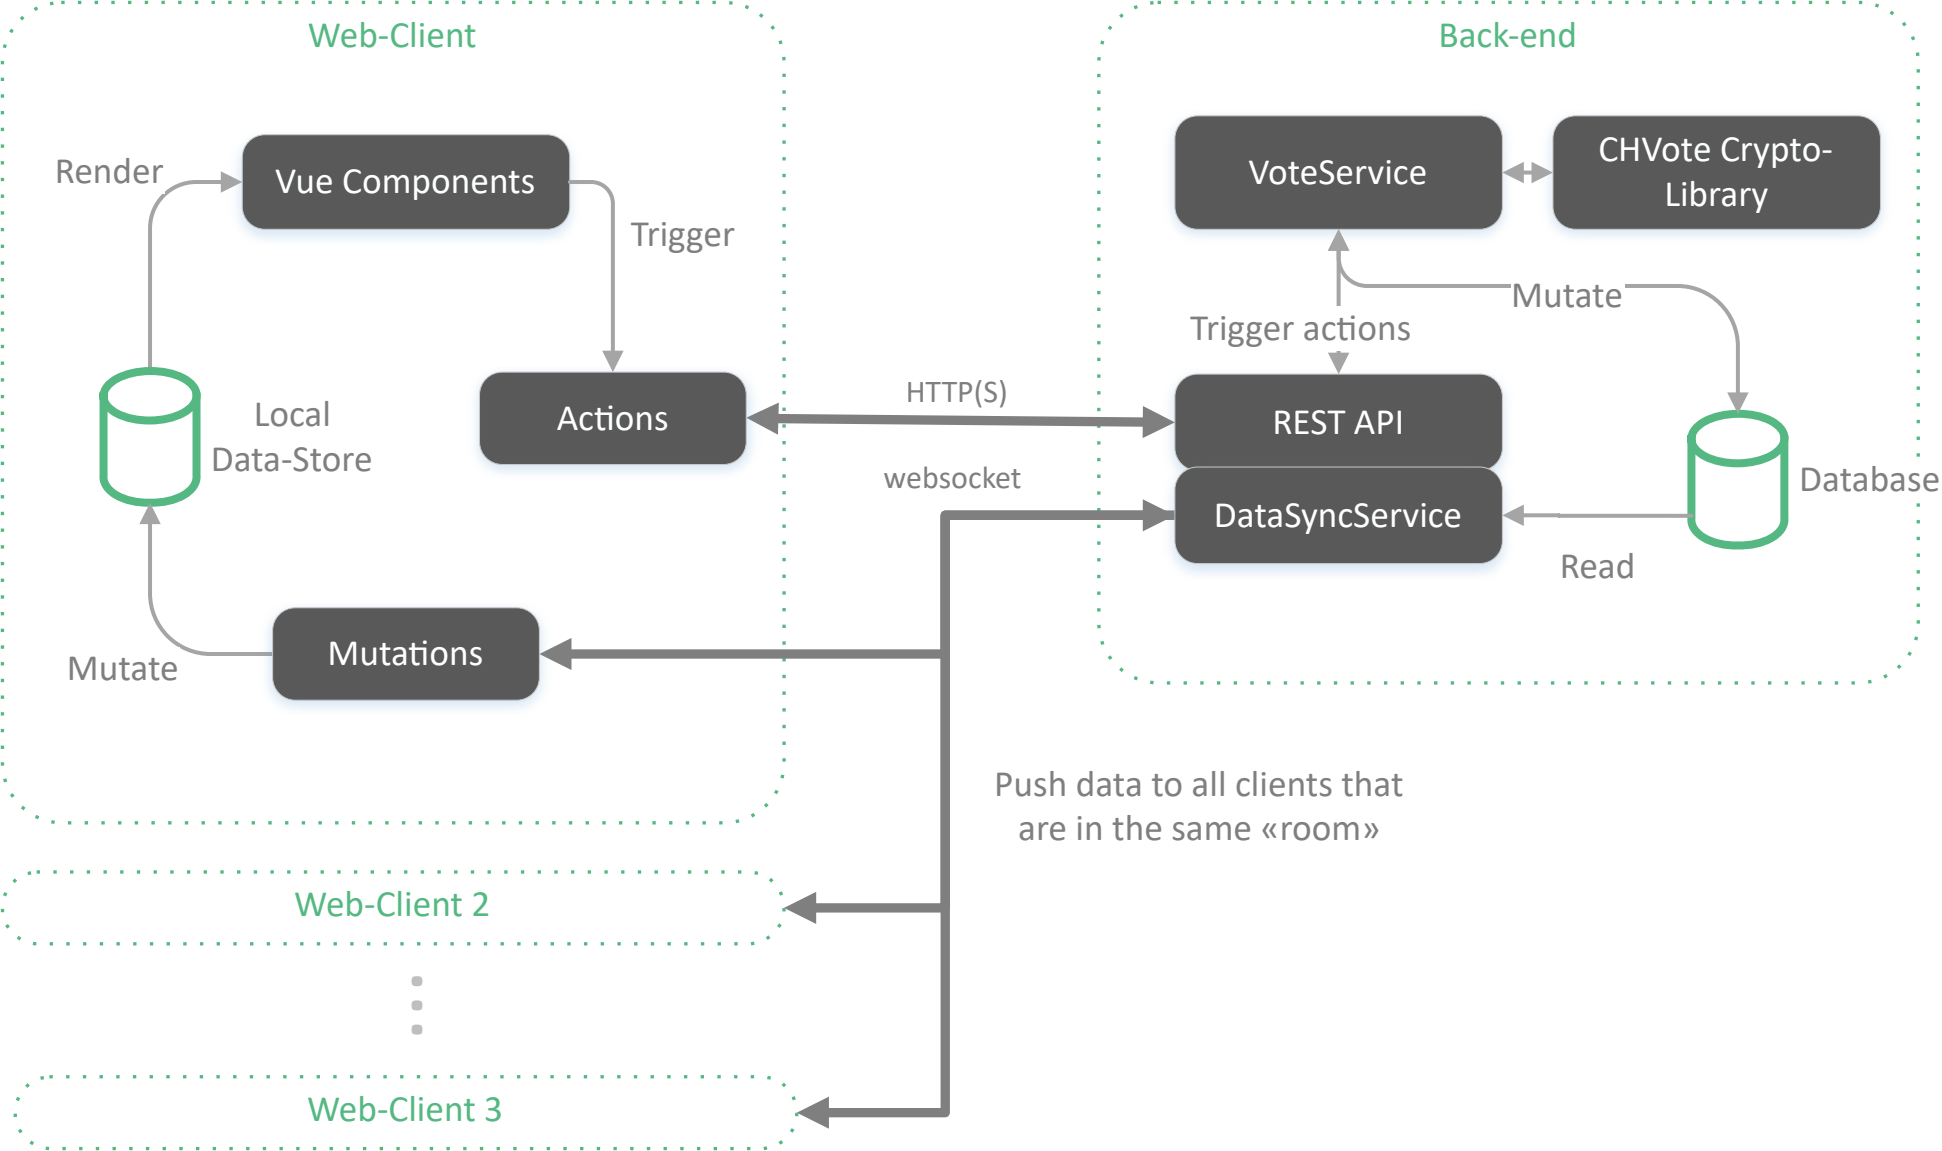 Web-Client
Back-end
Render
Vue Components
Trigger
Local
Data-Store
Actions
Mutate
Mutations
HTTP(S)
websocket
VoteService
CHVote Crypto-
Library
Mutate
Trigger actions
REST API
DataSyncService
Database
Read
Push data to all clients that
are in the same «room»
Web-Client 2
Web-Client 3